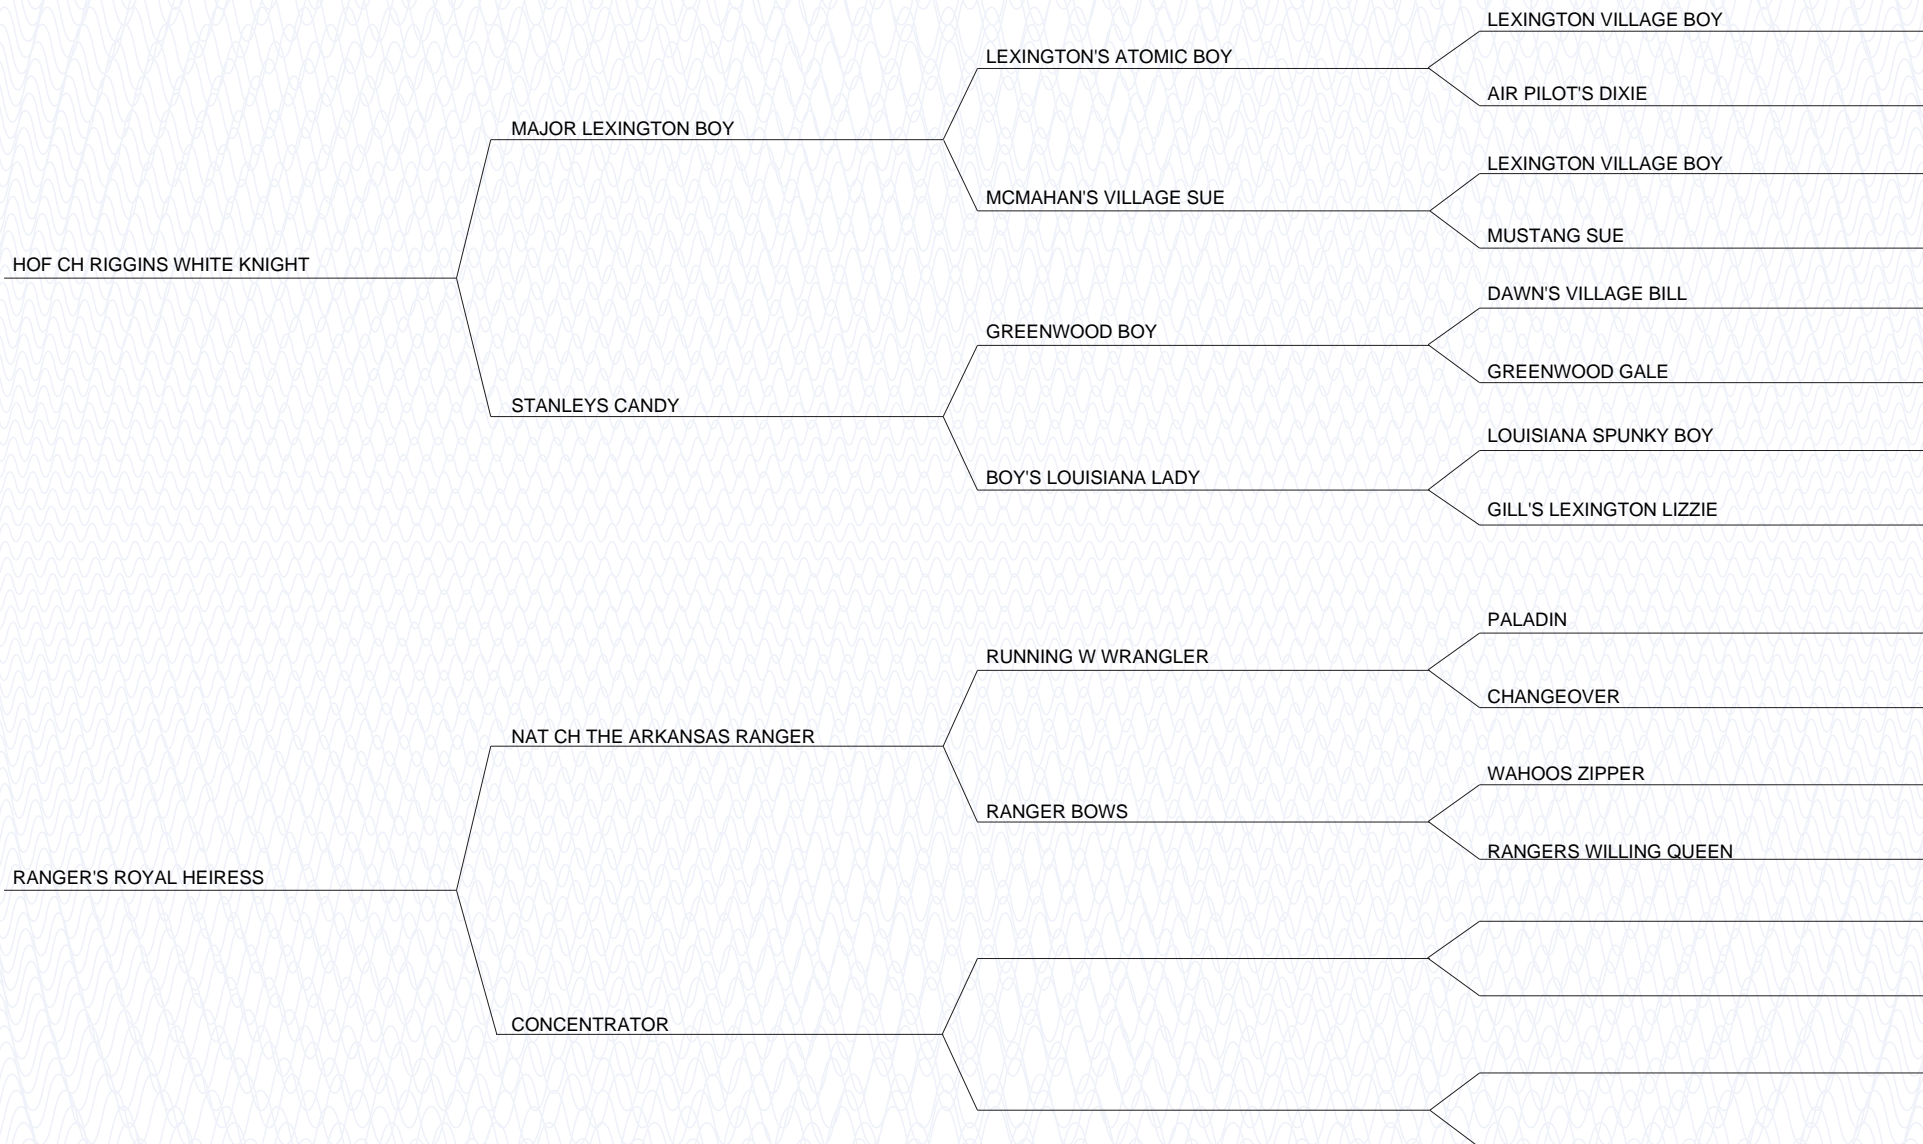 LEXINGTON VILLAGE BOY
LEXINGTON'S ATOMIC BOY
AIR PILOT'S DIXIE
MAJOR LEXINGTON BOY
LEXINGTON VILLAGE BOY
MCMAHAN'S VILLAGE SUE
MUSTANG SUE
HOF CH RIGGINS WHITE KNIGHT
DAWN'S VILLAGE BILL
GREENWOOD BOY
GREENWOOD GALE
STANLEYS CANDY
LOUISIANA SPUNKY BOY
BOY'S LOUISIANA LADY
GILL'S LEXINGTON LIZZIE
PALADIN
RUNNING W WRANGLER
CHANGEOVER
NAT CH THE ARKANSAS RANGER
WAHOOS ZIPPER
RANGER BOWS
RANGERS WILLING QUEEN
RANGER'S ROYAL HEIRESS
CONCENTRATOR